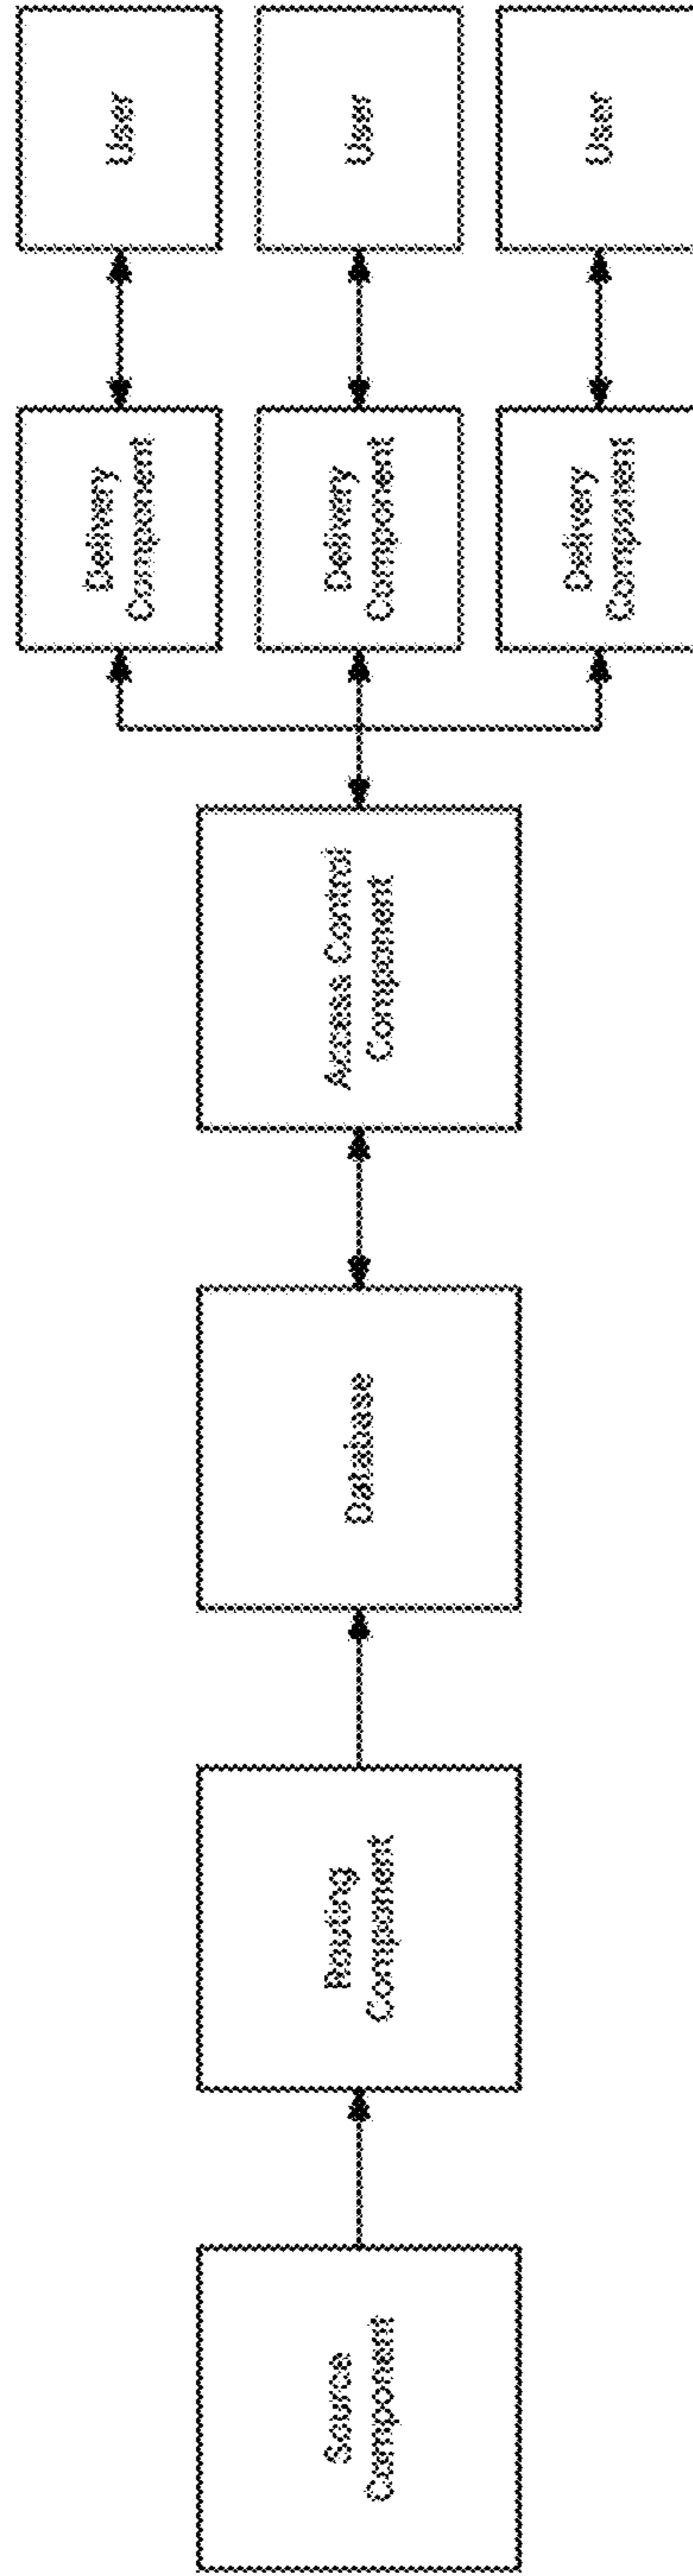 Source
Component
Routing
Component
Database
Access Control
Component
Delivery
Component
Delivery
Component
Delivery
Component
User
User
User